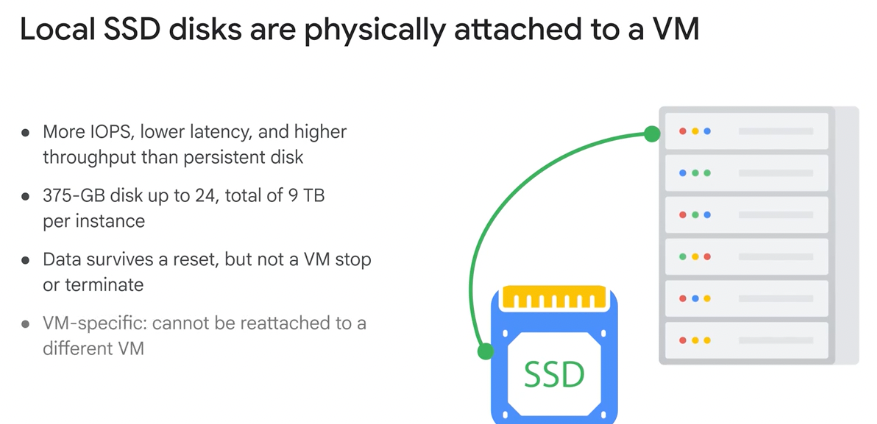 Local SSD disks are physically attached to a VM
● More IOPS, lower latency, and higher
throughput than persistent disk
● 375-GB disk up to 24, total of 9 TB
per instance
● Data survives a reset, but not a VM stop
or terminate
● VM-specific: cannot be reattached to a
different VM
SSD